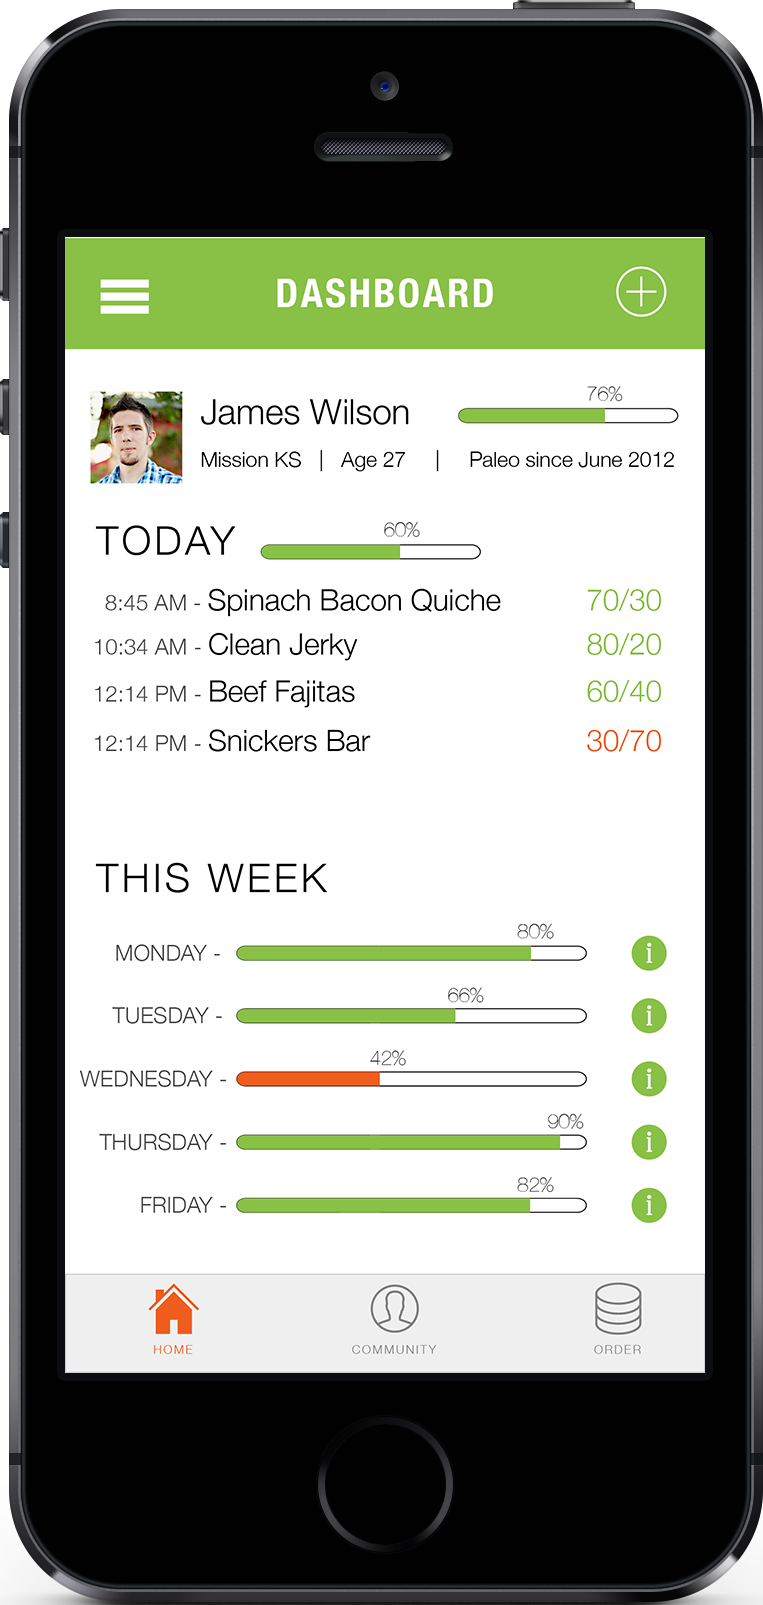 DASHBOARD
76%
James Wilson
Mission KS | Age 27 | Paleo since June 2012
60%
TODAY
8:45 AM - Spinach Bacon Quiche 70/30
10:34 AM - Clean Jerky 80/20
12:14 PM - Beef Fajitas 60/40
12:14 PM - Snickers Bar 30/70
THIS WEEK
80%
MONDAY - i
66%
TUESDAY - i
42%
WEDNESDAY - i
90%
THURSDAY - i
82%
FRIDAY - i
HOME COMMUNITY ORDER